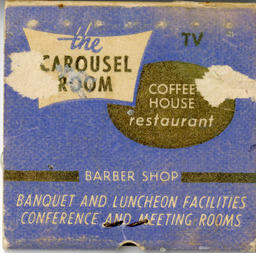 the
CAROUSEL
ROOM
TV
COFFEE
HOUSE
restaurant
BARBER SHOP
BANQUET AND LUNCHEON FACILITIES
CONFERENCE AND MEETING ROOMS